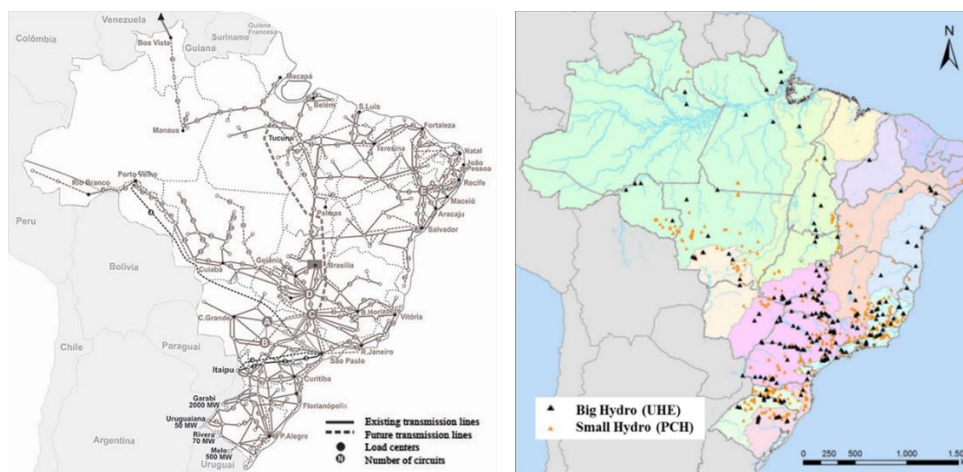 Venezuela
Guiana
Francesa
Suriname
Colômbia
Guiana
Boa Vista
Macapá
Belém
S.Luis
Manaus
Tucuruí
Fortaleza
Teresina
Natal
João
Pessoa
Recife
Porto Velho
Rio Branco
Maceió
Palmas
Aracaju
Peru
Salvador
Goiânia
Brasília
Cuiabá
Bolívia
B.Horizonte
C.Grande
A
C
Vitória
B
Chile
Paraguai
R.Janeiro
São Paulo
Itaipu
Curitiba
Garabi
2000 MW
Florianópolis
Uruguaiana
50 MW
Rivera
70 MW
P.Alegre
Argentina
Melo
500 MW
Uruguai
Existing transmission lines
Future transmission lines
Load centers
N
Number of circuits
N
Big Hydro (UHE)
Small Hydro (PCH)
0 250 500 1.000 1.50